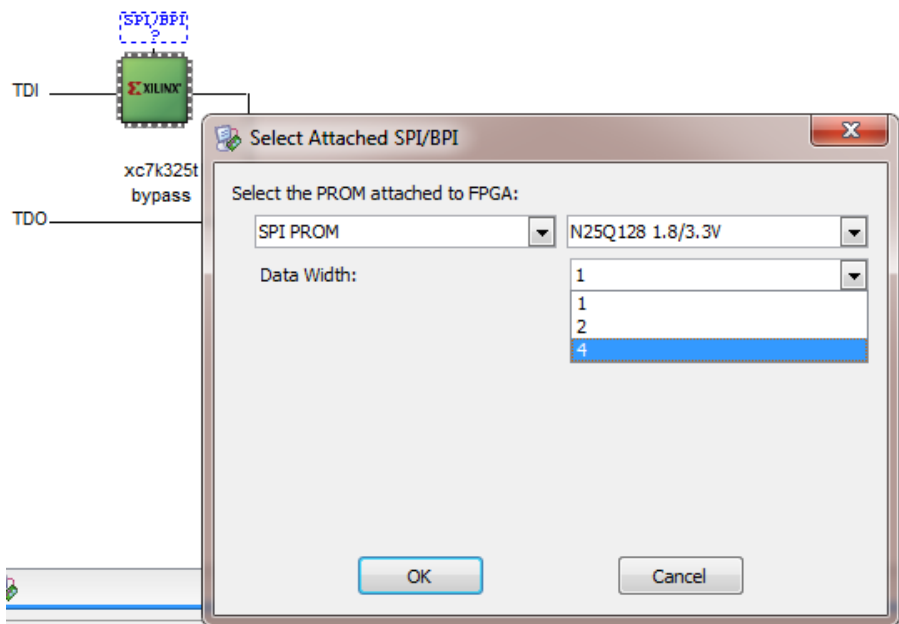 SPI/BPI
?
TDI
XILINX
xc7k325t
bypass
TDO
Select Attached SPI/BPI
Select the PROM attached to FPGA:
SPI PROM N25Q128 1.8/3.3V
Data Width: 1
1
2
4
OK Cancel